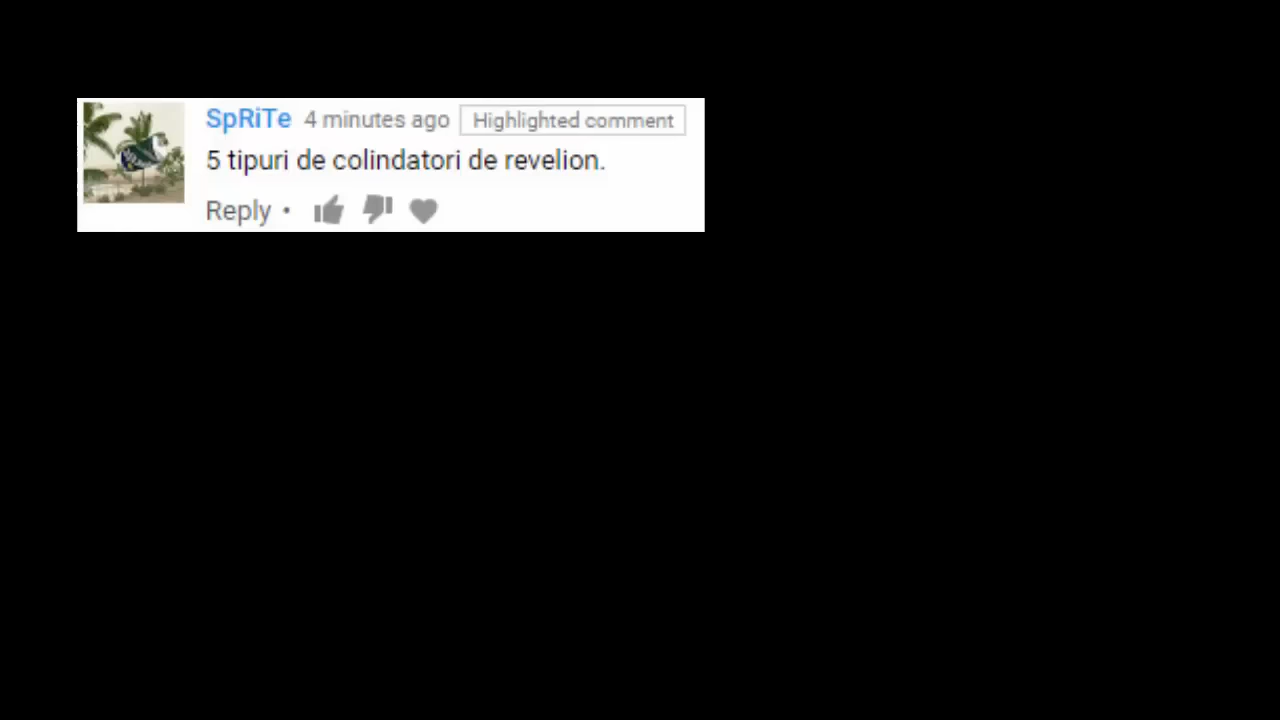 SpRiTe 4 minutes ago Highlighted comment
5 tipuri de colindatori de revelion.
Reply •